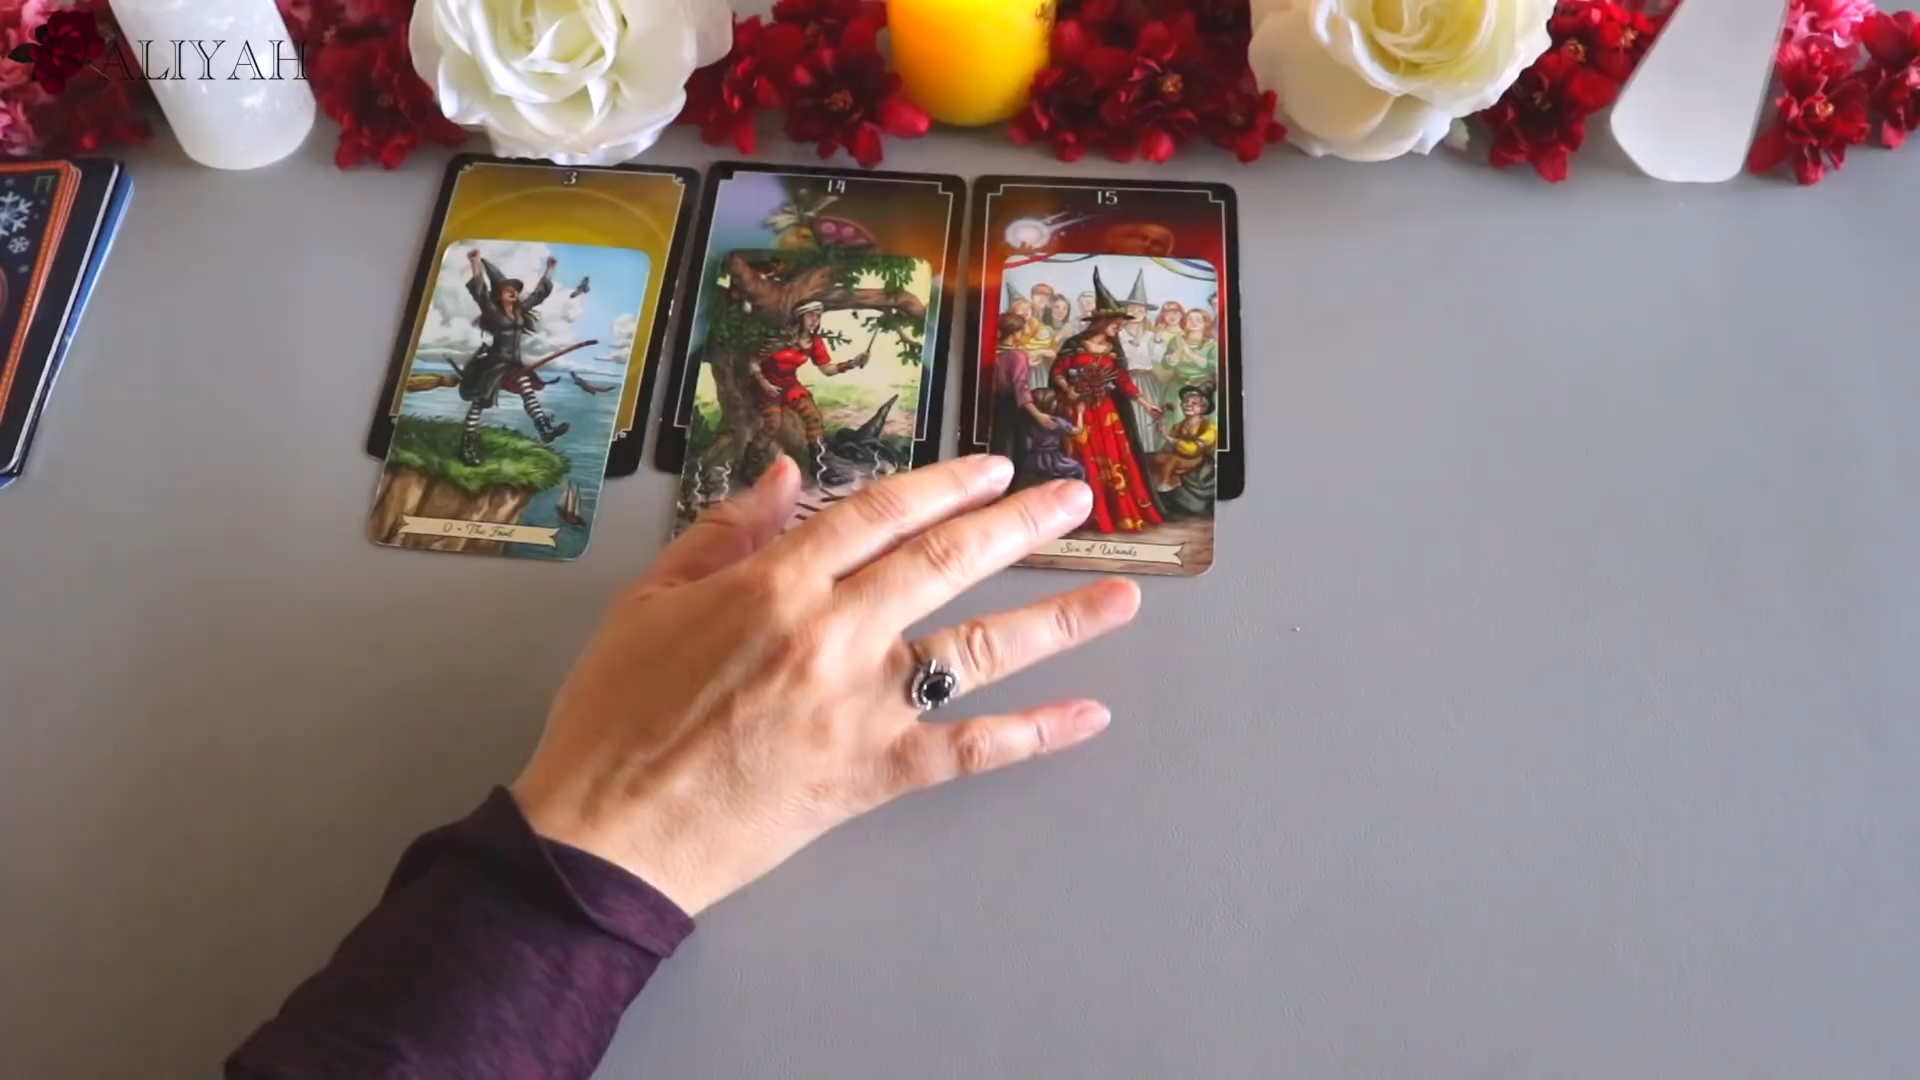 ALIYAH
3
14
15
0 • The Fool
Six of Wands